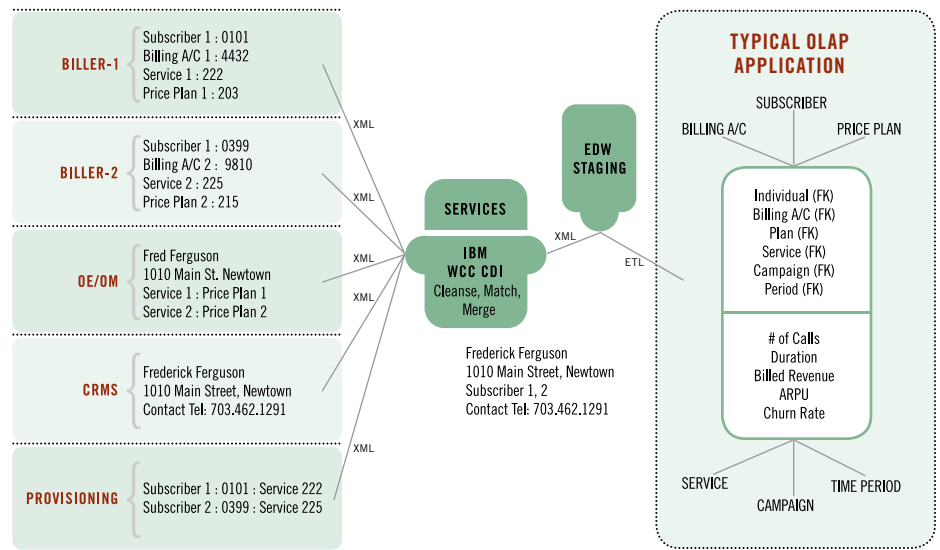 BILLER-1
Subscriber 1 : 0101
Billing A/C 1 : 4432
Service 1 : 222
Price Plan 1 : 203
BILLER-2
Subscriber 1 : 0399
Billing A/C 2 : 9810
Service 2 : 225
Price Plan 2 : 215
OE/OM
Fred Ferguson
1010 Main St. Newtown
Service 1 : Price Plan 1
Service 2 : Price Plan 2
CRMS
Frederick Ferguson
1010 Main Street, Newtown
Contact Tel: 703.462.1291
PROVISIONING
Subscriber 1 : 0101 : Service 222
Subscriber 2 : 0399 : Service 225
XML
XML
XML
XML
XML
SERVICES
IBM
WCC CDI
Cleanse, Match,
Merge
Frederick Ferguson
1010 Main Street, Newtown
Subscriber 1, 2
Contact Tel: 703.462.1291
XML
EDW
STAGING
ETL
TYPICAL OLAP
APPLICATION
SUBSCRIBER
BILLING A/C
PRICE PLAN
Individual (FK)
Billing A/C (FK)
Plan (FK)
Service (FK)
Campaign (FK)
Period (FK)
# of Calls
Duration
Billed Revenue
ARPU
Churn Rate
SERVICE
CAMPAIGN
TIME PERIOD